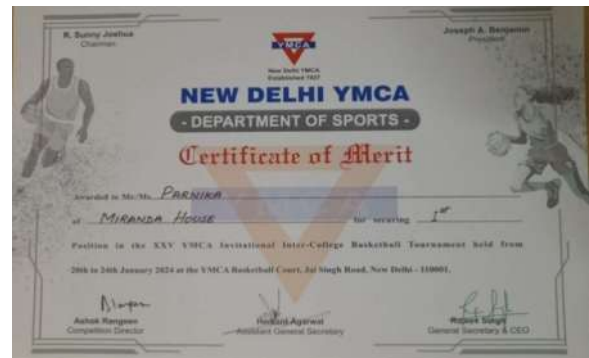 R. Sunny Joshua
Chairman
YMCA
New Delhi YMCA
Established 1927
Joseph A. Benjamin
President
NEW DELHI YMCA
- DEPARTMENT OF SPORTS -
Certificate of Merit
Awarded to Mr/Ms PARNIKA
of MIRANDA HOUSE for securing 1st
Position in the XXV YMCA Invitational Inter-College Basketball Tournament held from
20th to 24th January 2024 at the YMCA Basketball Court, Jai Singh Road, New Delhi - 110001.
Ashok Rangeen
Competition Director
Agarwal
Assistant General Secretary
Singh
General Secretary & CEO